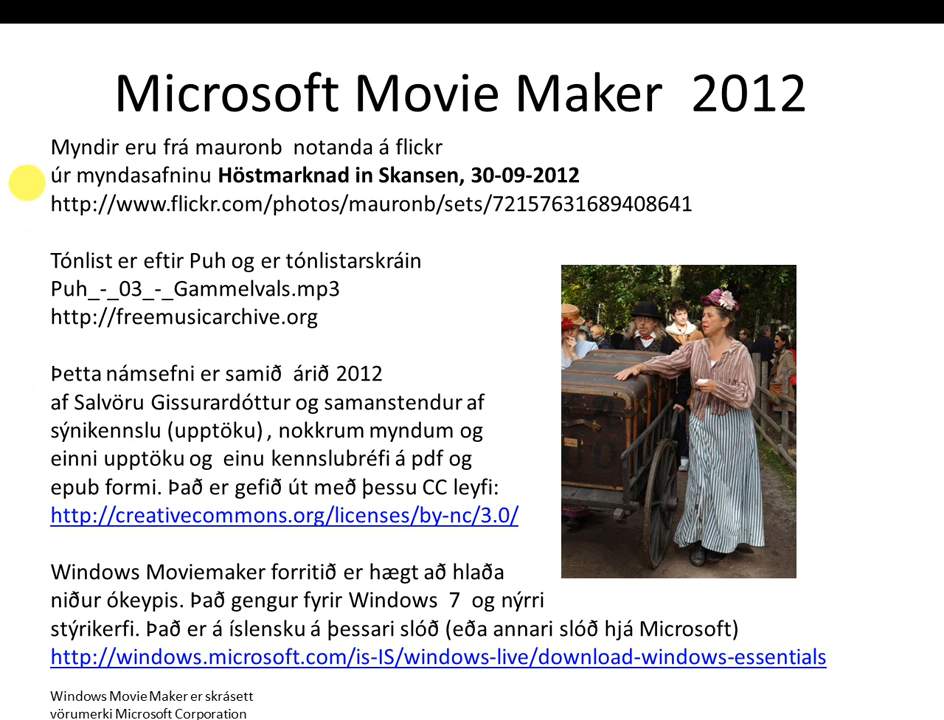 Microsoft Movie Maker 2012
Myndir eru frá mauronb notanda á flickr
úr myndasafninu Höstmarknad in Skansen, 30-09-2012
http://www.flickr.com/photos/mauronb/sets/72157631689408641
Tónlist er eftir Puh og er tónlistarskráin
Puh_-_03_-_Gammelvals.mp3
http://freemusicarchive.org
Þetta námsefni er samið árið 2012
af Salvöru Gissurardóttur og samanstendur af
sýnikennslu (upptöku) , nokkrum myndum og
einni upptöku og einu kennslubréfi á pdf og
epub formi. Það er gefið út með þessu CC leyfi:
http://creativecommons.org/licenses/by-nc/3.0/
Windows Moviemaker forritið er hægt að hlaða
niður ókeypis. Það gengur fyrir Windows 7 og nýrri
stýrikerfi. Það er á íslensku á þessari slóð (eða annari slóð hjá Microsoft)
http://windows.microsoft.com/is-IS/windows-live/download-windows-essentials
Windows Movie Maker er skrásett
vörumerki Microsoft Corporation